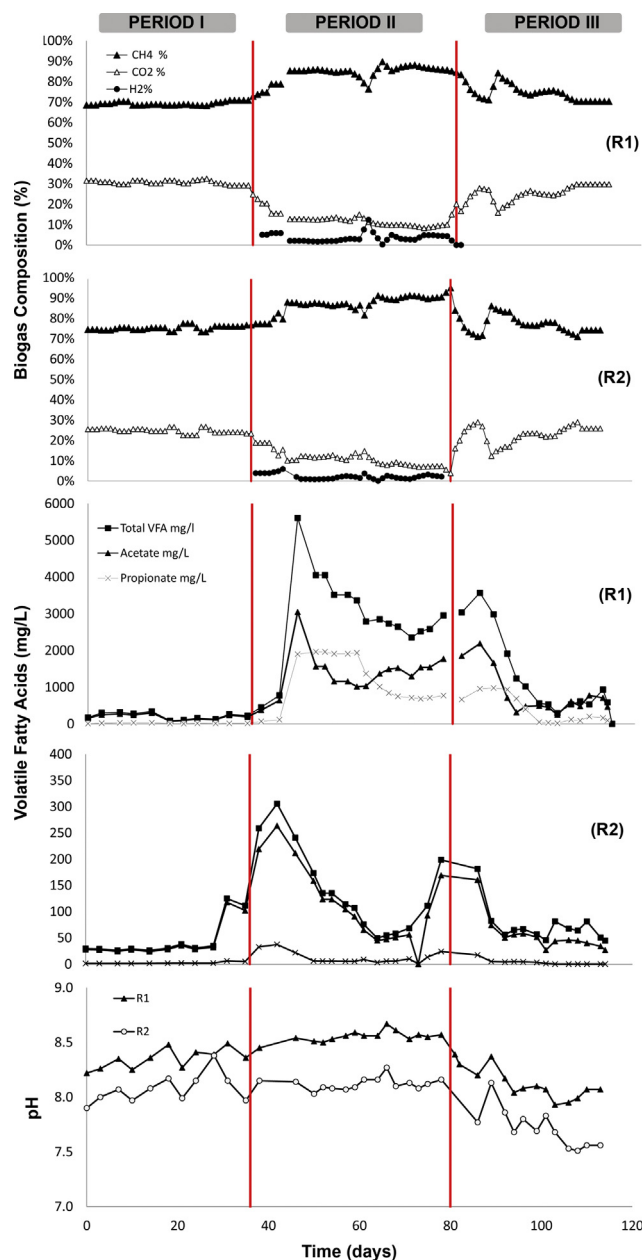 PERIOD I PERIOD II PERIOD III
100%
90%
80%
70%
60%
50%
40%
30%
20%
10%
0%
CH4 %
CO2 %
H2%
(R1)
Biogas Composition (%)
100%
90%
80%
70%
60%
50%
40%
30%
20%
10%
0%
(R2)
6000
5000
4000
3000
2000
1000
0
Total VFA mg/l
Acetate mg/L
Propionate mg/L
(R1)
Volatile Fatty Acids (mg/L)
400
350
300
250
200
150
100
50
0
(R2)
9.0
8.5
8.0
7.5
7.0
R1
R2
pH
0 20 40 60 80 100 120
Time (days)